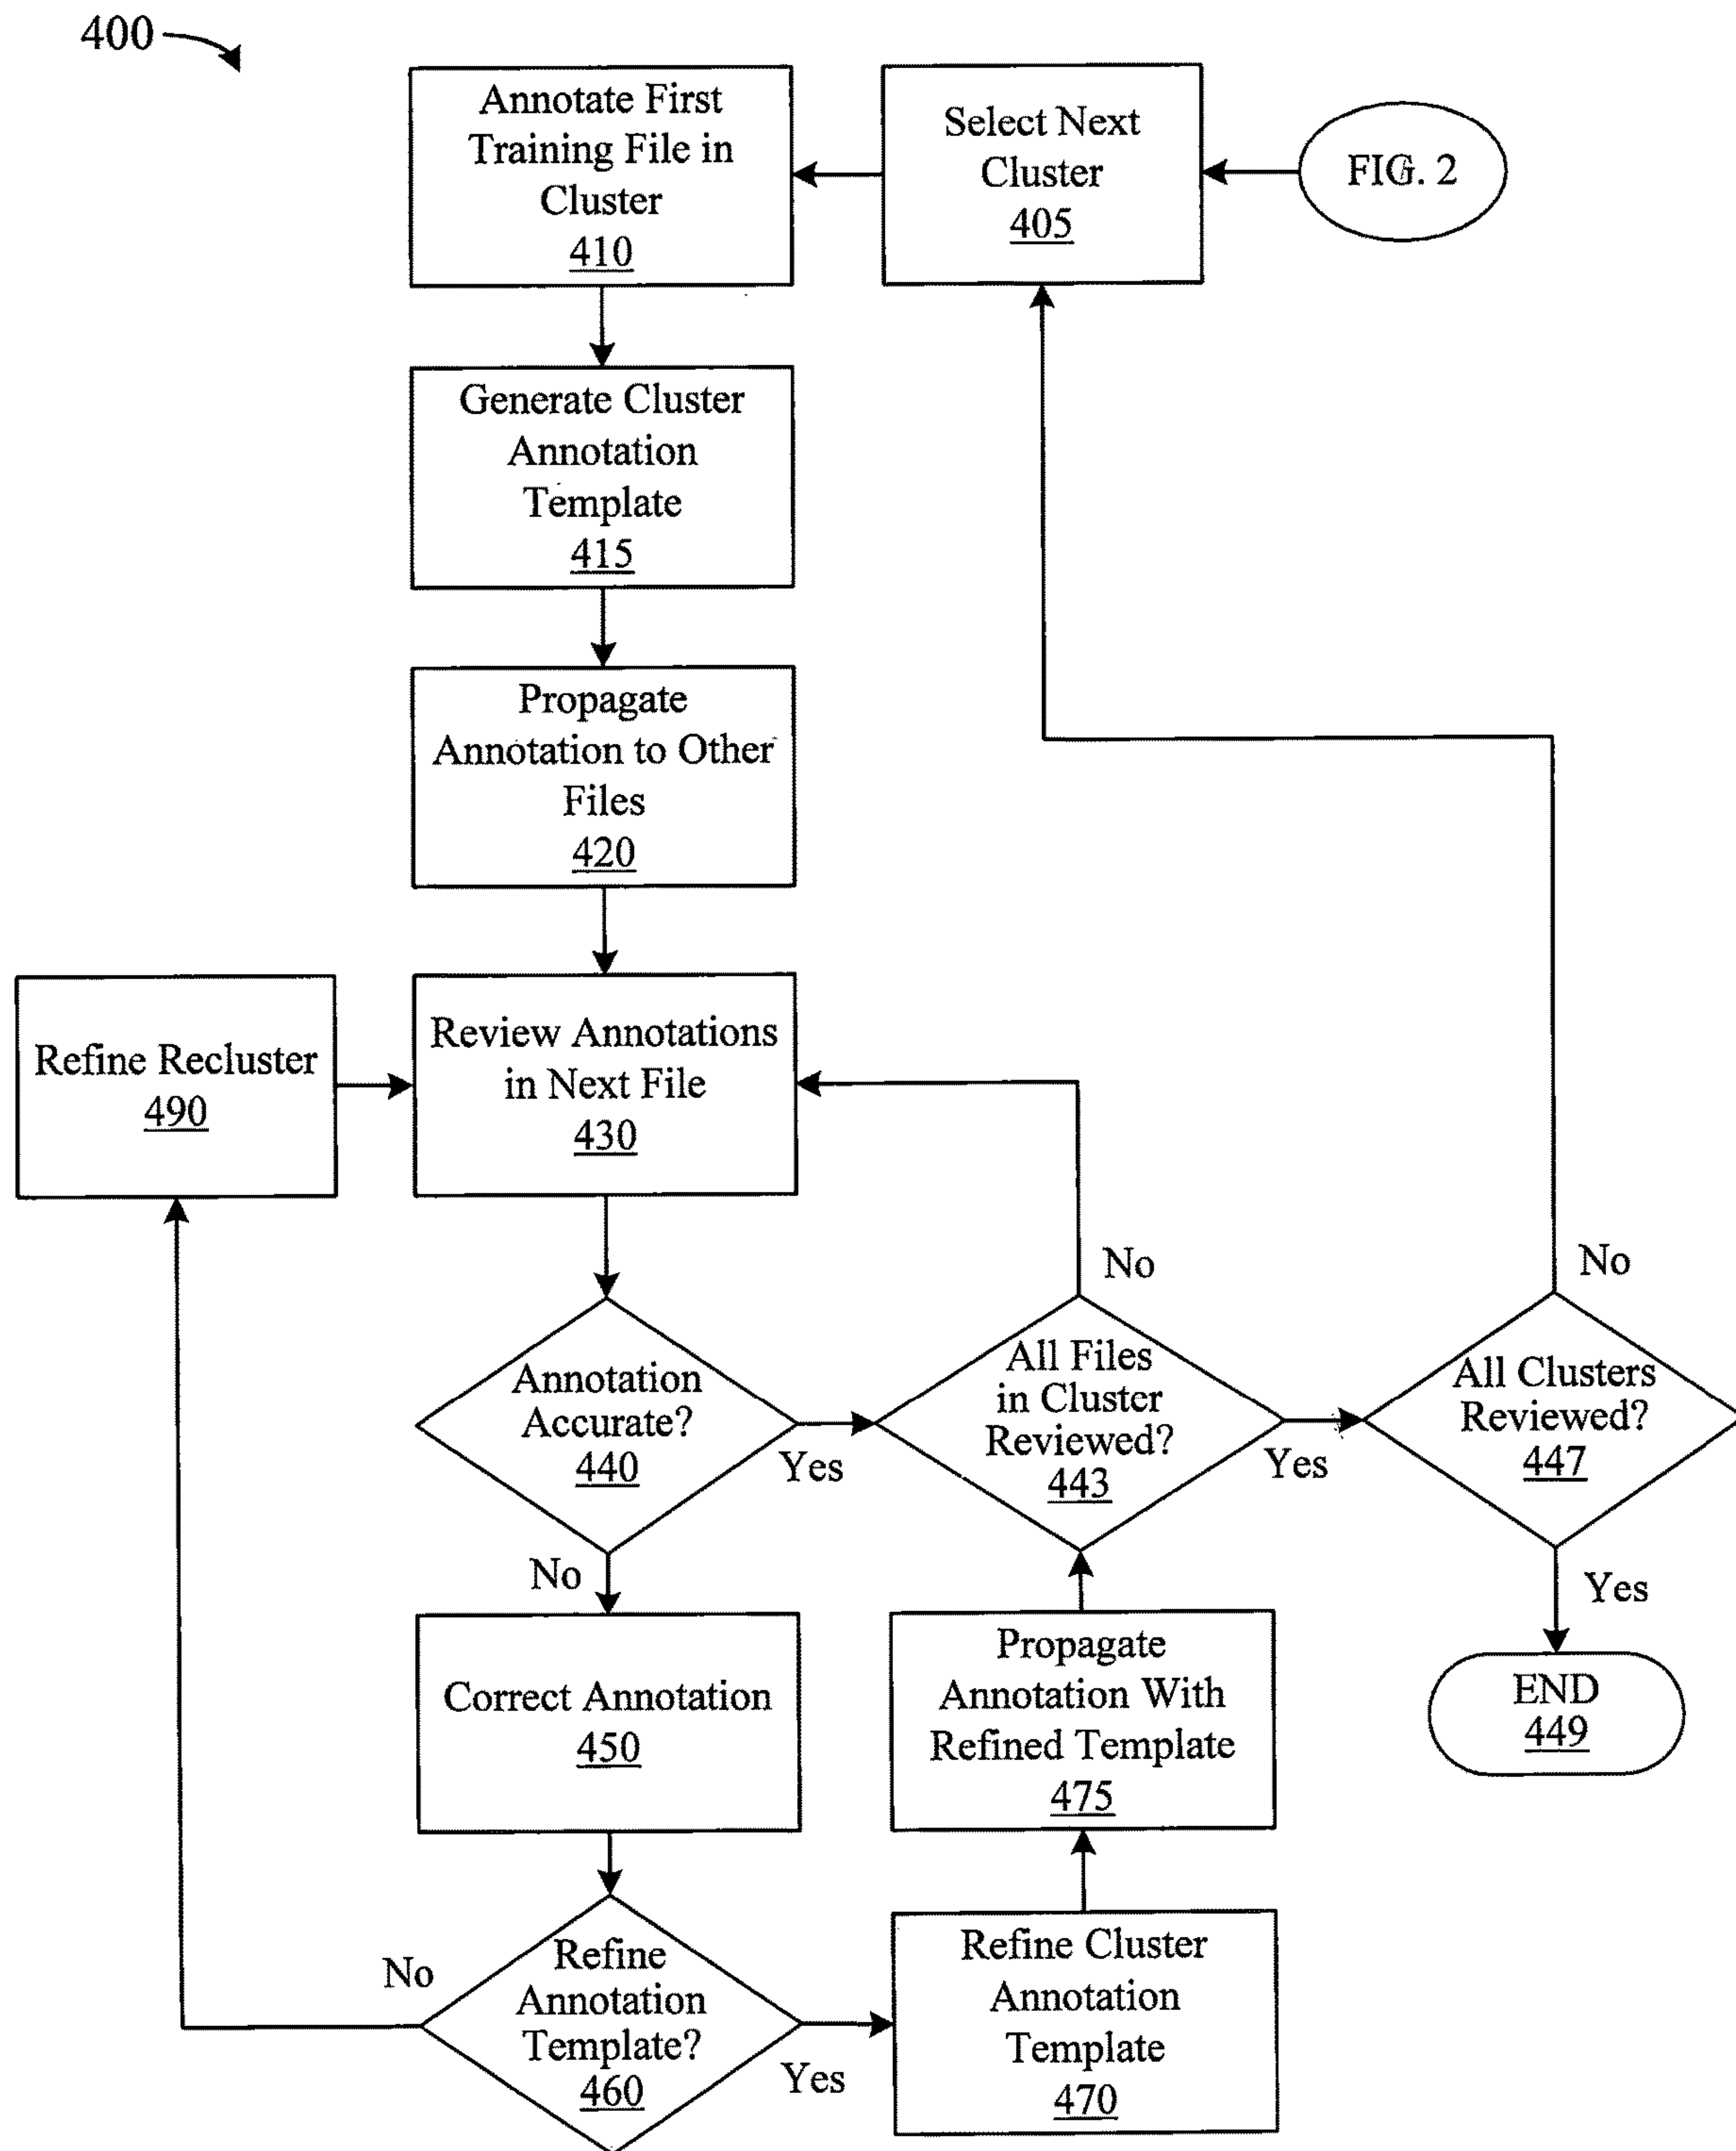 400
Annotate First
Training File in
Cluster
410
Select Next
Cluster
405
FIG. 2
Generate Cluster
Annotation
Template
415
Propagate
Annotation to Other
Files
420
Refine Recluster
490
Review Annotations
in Next File
430
No
No
Annotation
Accurate?
440
Yes
All Files
in Cluster
Reviewed?
443
Yes
All Clusters
Reviewed?
447
No
Yes
Correct Annotation
450
Propagate
Annotation With
Refined Template
475
END
449
No
Refine
Annotation
Template?
460
Yes
Refine Cluster
Annotation
Template
470